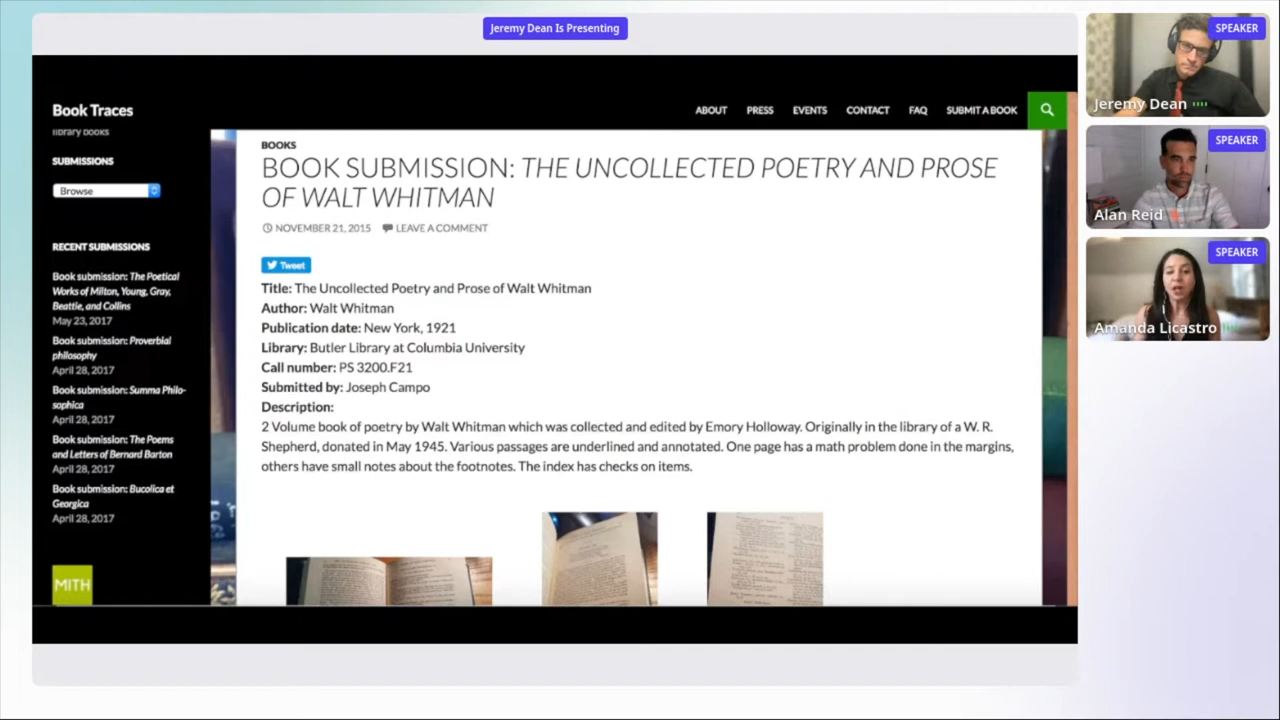 Jeremy Dean Is Presenting
Book Traces
library books
ABOUT
PRESS
EVENTS
CONTACT
FAQ
SUBMIT A BOOK
SUBMISSIONS
Browse
RECENT SUBMISSIONS
Book submission: The Poetical
Works of Milton, Young, Gray,
Beattie, and Collins
May 23, 2017
Book submission: Proverbial
philosophy
April 28, 2017
Book submission: Summa Philo-
sophica
April 28, 2017
Book submission: The Poems
and Letters of Bernard Barton
April 28, 2017
Book submission: Bucolica et
Georgica
April 28, 2017
MITH
BOOKS
BOOK SUBMISSION: THE UNCOLLECTED POETRY AND PROSE
OF WALT WHITMAN
NOVEMBER 21, 2015
LEAVE A COMMENT
Tweet
Title: The Uncollected Poetry and Prose of Walt Whitman
Author: Walt Whitman
Publication date: New York, 1921
Library: Butler Library at Columbia University
Call number: PS 3200.F21
Submitted by: Joseph Campo
Description:
2 Volume book of poetry by Walt Whitman which was collected and edited by Emory Holloway. Originally in the library of a W. R.
Shepherd, donated in May 1945. Various passages are underlined and annotated. One page has a math problem done in the margins,
others have small notes about the footnotes. The index has checks on items.
SPEAKER
Jeremy Dean
SPEAKER
Alan Reid
SPEAKER
Amanda Licastro